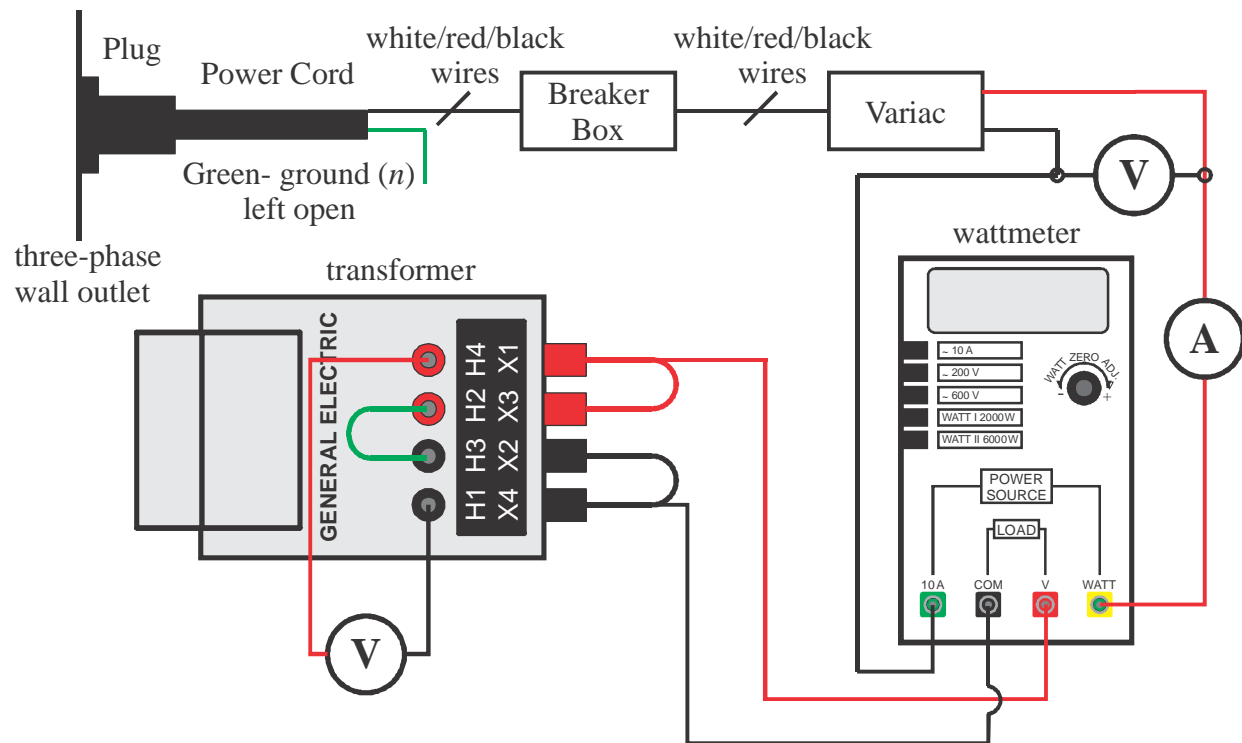 Plug
Power Cord
white/red/black
wires
Breaker
Box
white/red/black
wires
Variac
Green- ground (n)
left open
V
three-phase
wall outlet
transformer
wattmeter
GENERAL ELECTRIC
H4 X1
H2 X3
H3 X2
H1 X4
~ 10 A
~ 200 V
~ 600 V
WATT I 2000W
WATT II 6000W
WATT ZERO ADJ.
- +
A
POWER
SOURCE
LOAD
10 A COM V WATT
V